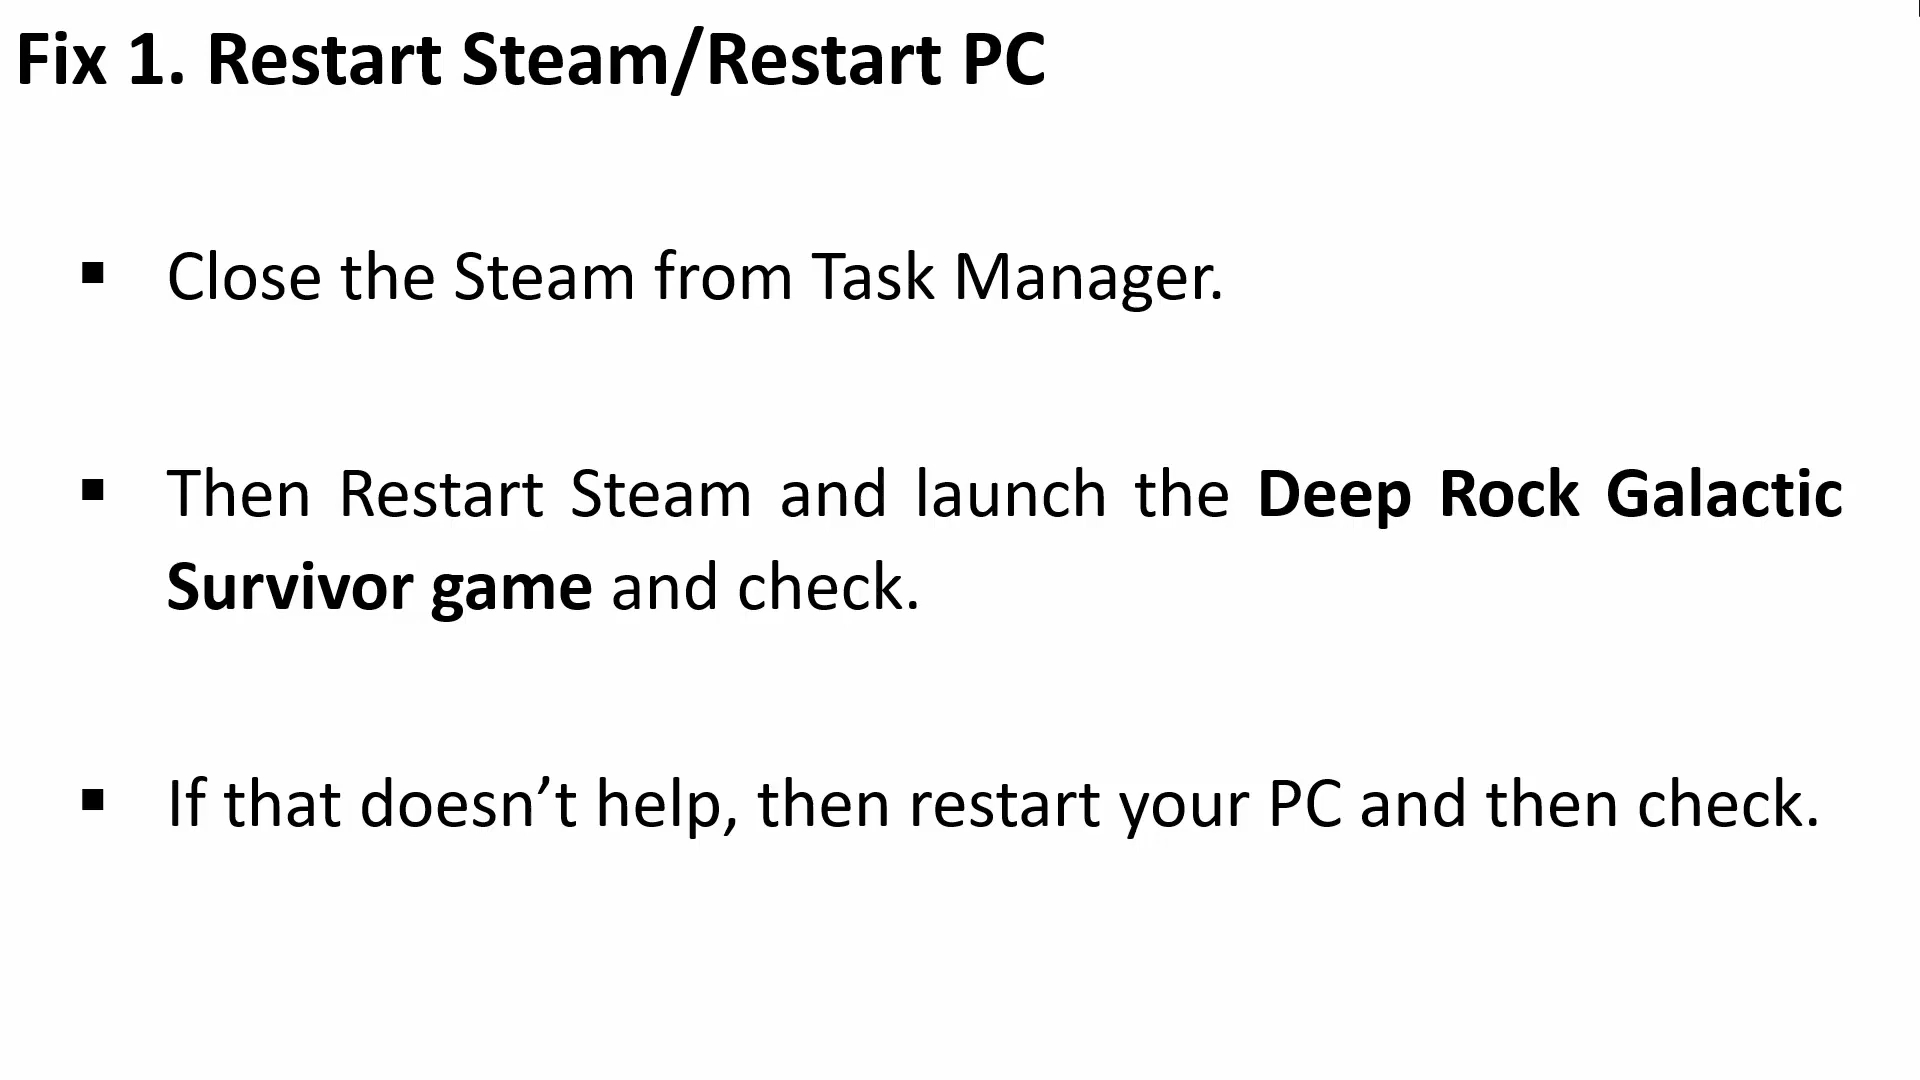 Fix 1. Restart Steam/Restart PC
▪ Close the Steam from Task Manager.
▪ Then Restart Steam and launch the Deep Rock Galactic
Survivor game and check.
▪ If that doesn’t help, then restart your PC and then check.